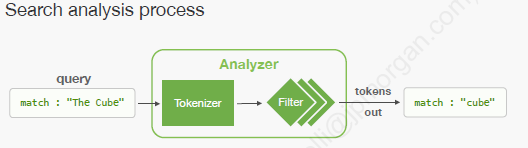 Search analysis process
Analyzer
query
match : "The Cube"
Tokenizer
Filter
tokens
out
match : "cube"